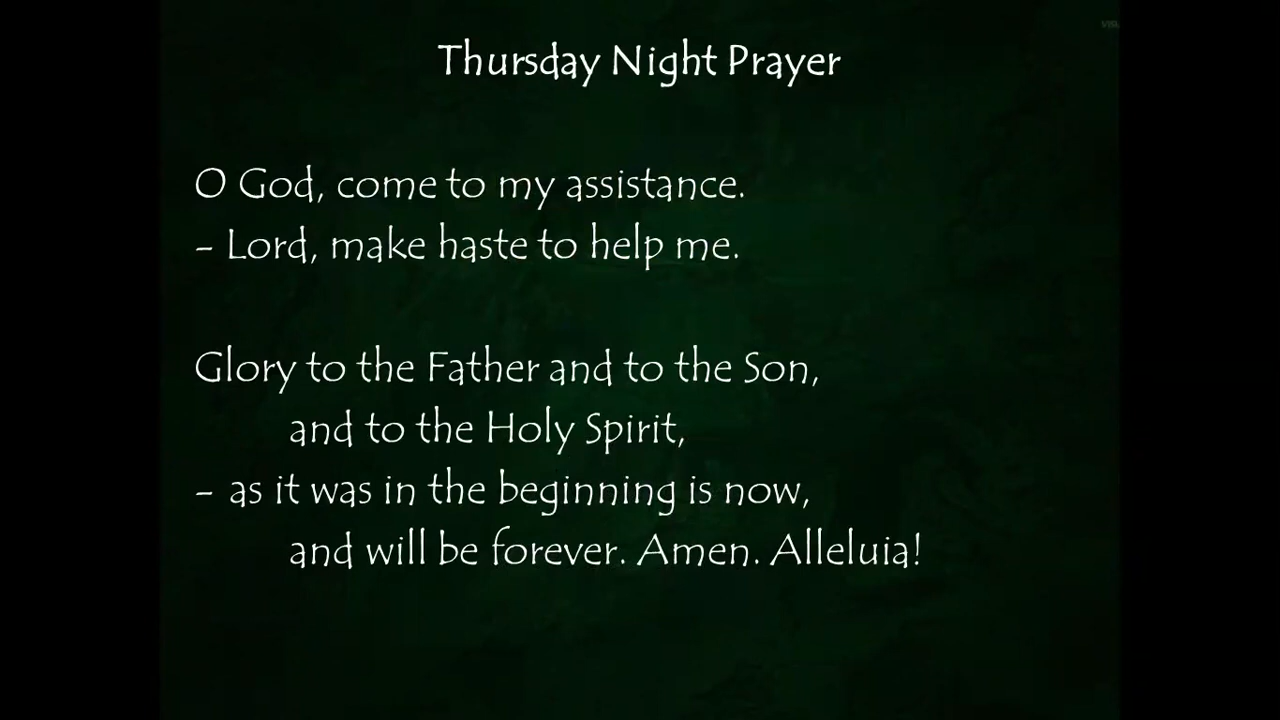 Thursday Night Prayer
O God, come to my assistance.
- Lord, make haste to help me.
Glory to the Father and to the Son,
and to the Holy Spirit,
- as it was in the beginning is now,
and will be forever. Amen. Alleluia!